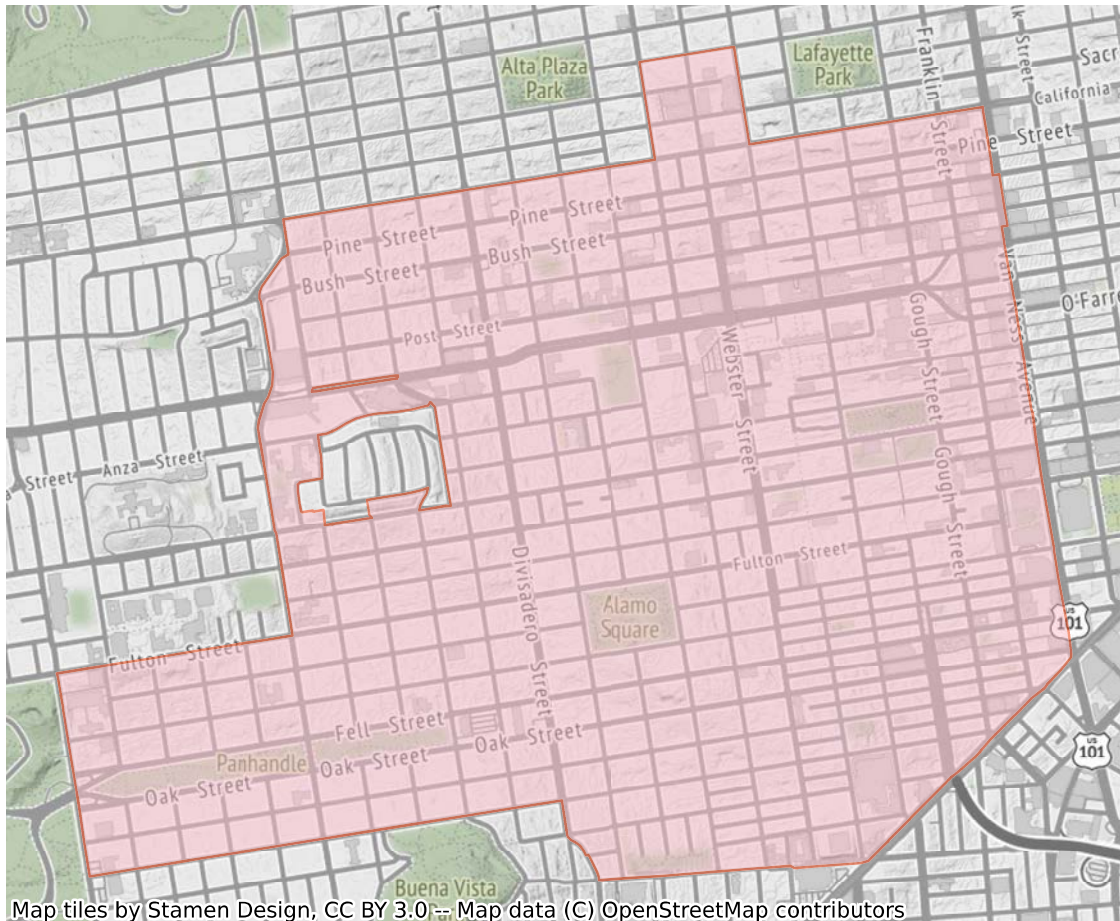 Alta Plaza
Park
Lafayette
Park
Franklin
Street
lk Street
Sacr
California
Pine Street
Pine Street
Pine Street
Bush Street
Bush Street
Post Street
Van Ness Avenue
O'Farre
Gough Street
Webster Street
Anza Street
a Street
Gough Street
Fulton Street
Divisadero Street
Alamo
Square
US
101
Fulton Street
Fell Street
Oak Street
Panhandle
Oak Street
Oak Street
US
101
Buena Vista
Map tiles by Stamen Design, CC BY 3.0 -- Map data (C) OpenStreetMap contributors